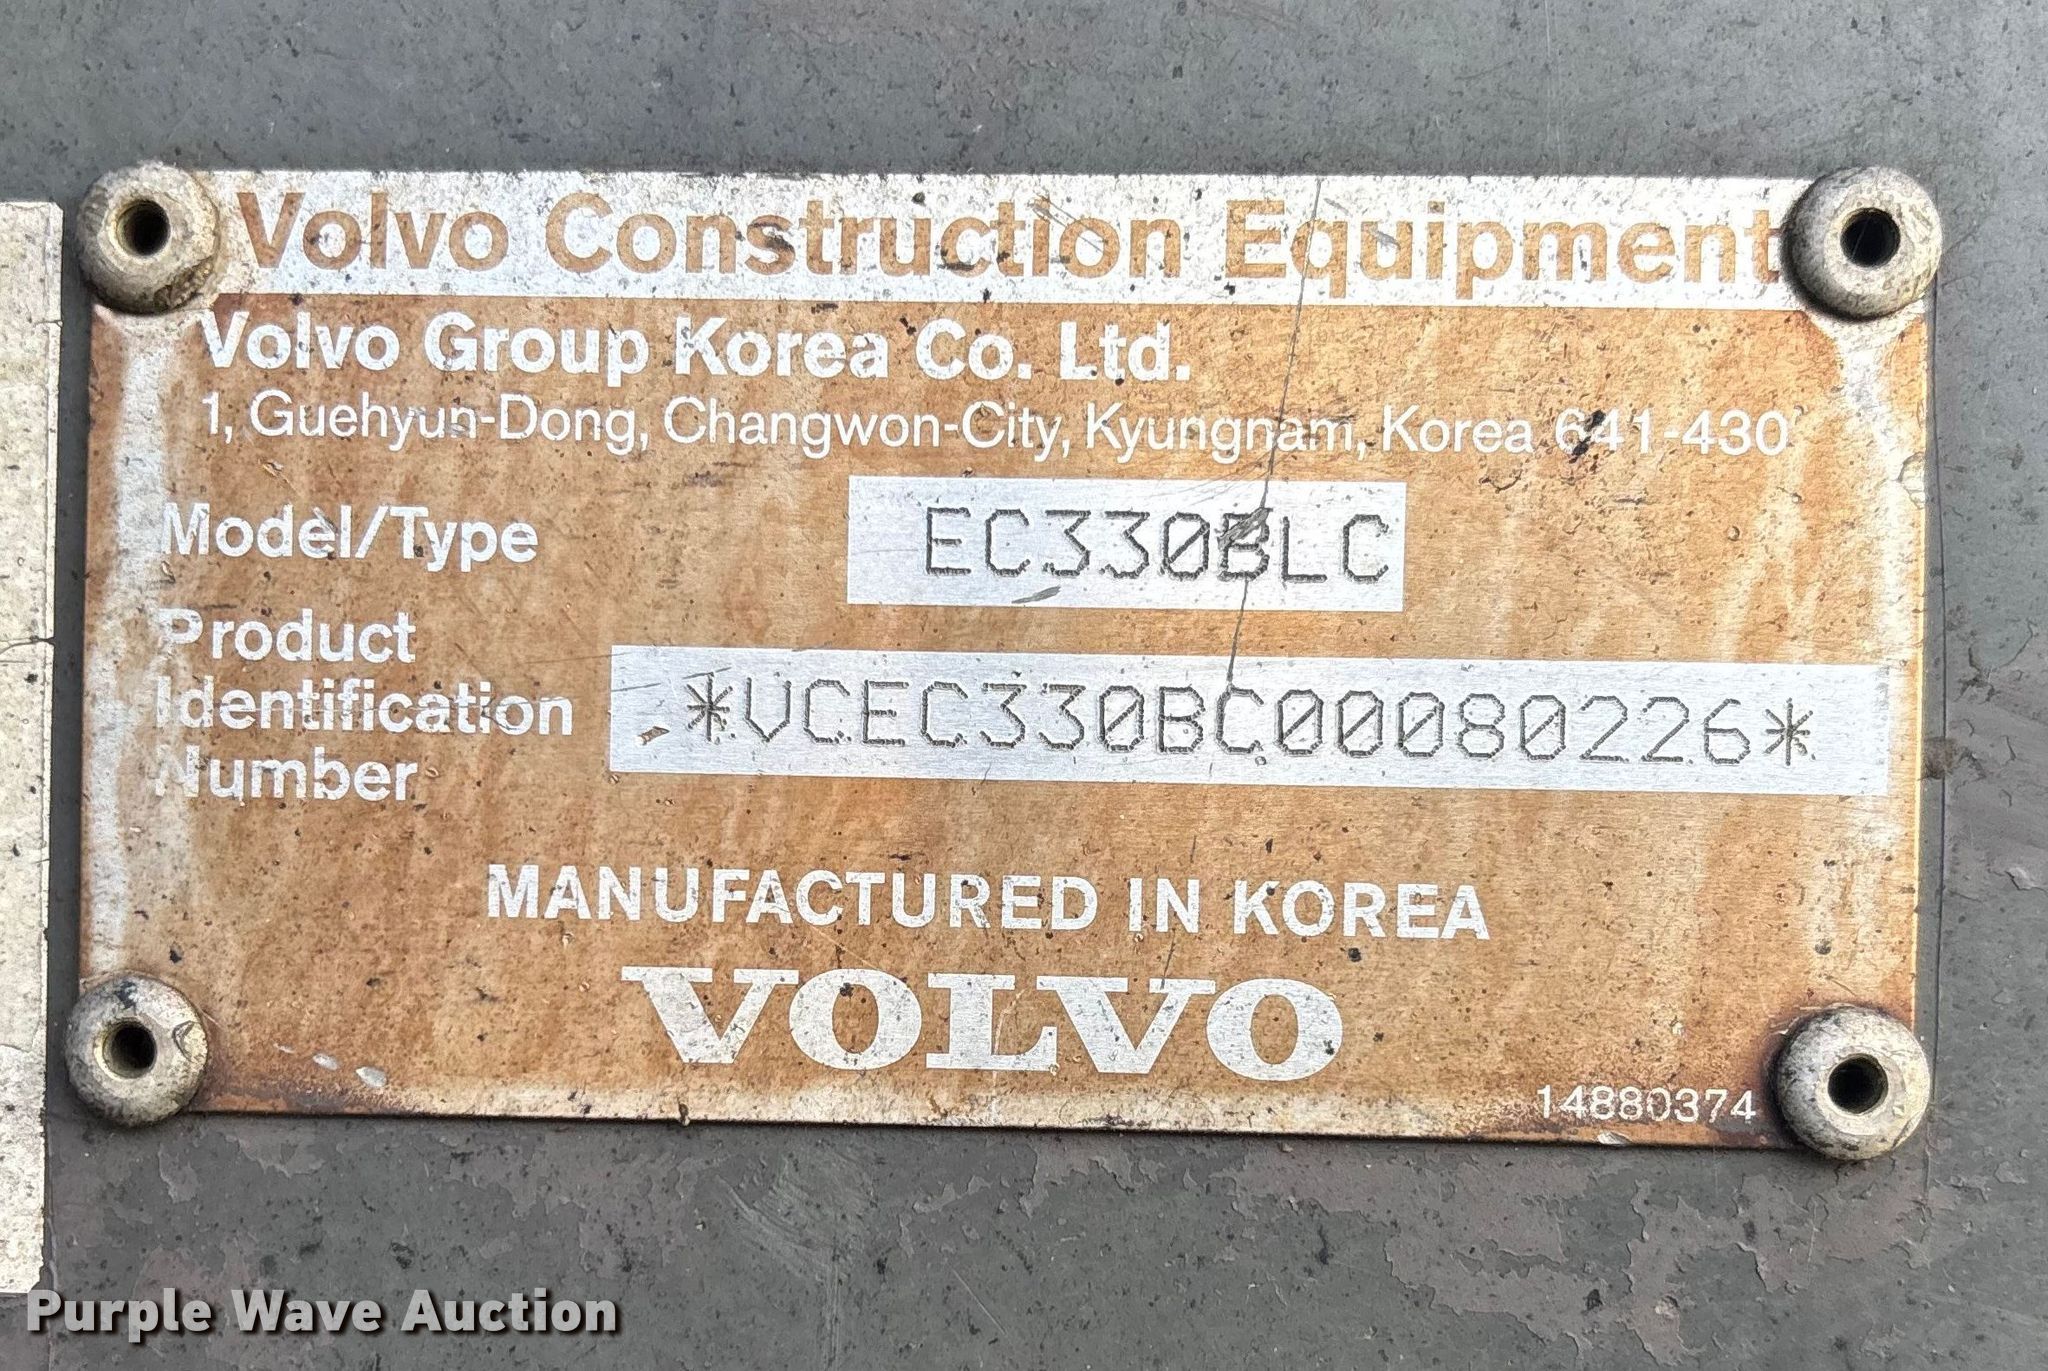 Volvo Construction Equipment
Volvo Group Korea Co. Ltd.
1, Guehyun-Dong, Changwon-City, Kyungnam, Korea 641-430
Model/Type EC330BLC
Product
Identification
Number
*VCEC330BC00080226*
MANUFACTURED IN KOREA
VOLVO
14880374
Purple Wave Auction